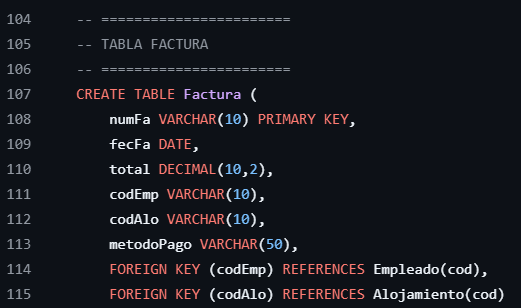 104 -- =======================
105 -- TABLA FACTURA
106 -- =======================
107 CREATE TABLE Factura (
108 numFa VARCHAR(10) PRIMARY KEY,
109 fecFa DATE,
110 total DECIMAL(10,2),
111 codEmp VARCHAR(10),
112 codAlo VARCHAR(10),
113 metodoPago VARCHAR(50),
114 FOREIGN KEY (codEmp) REFERENCES Empleado(cod),
115 FOREIGN KEY (codAlo) REFERENCES Alojamiento(cod)